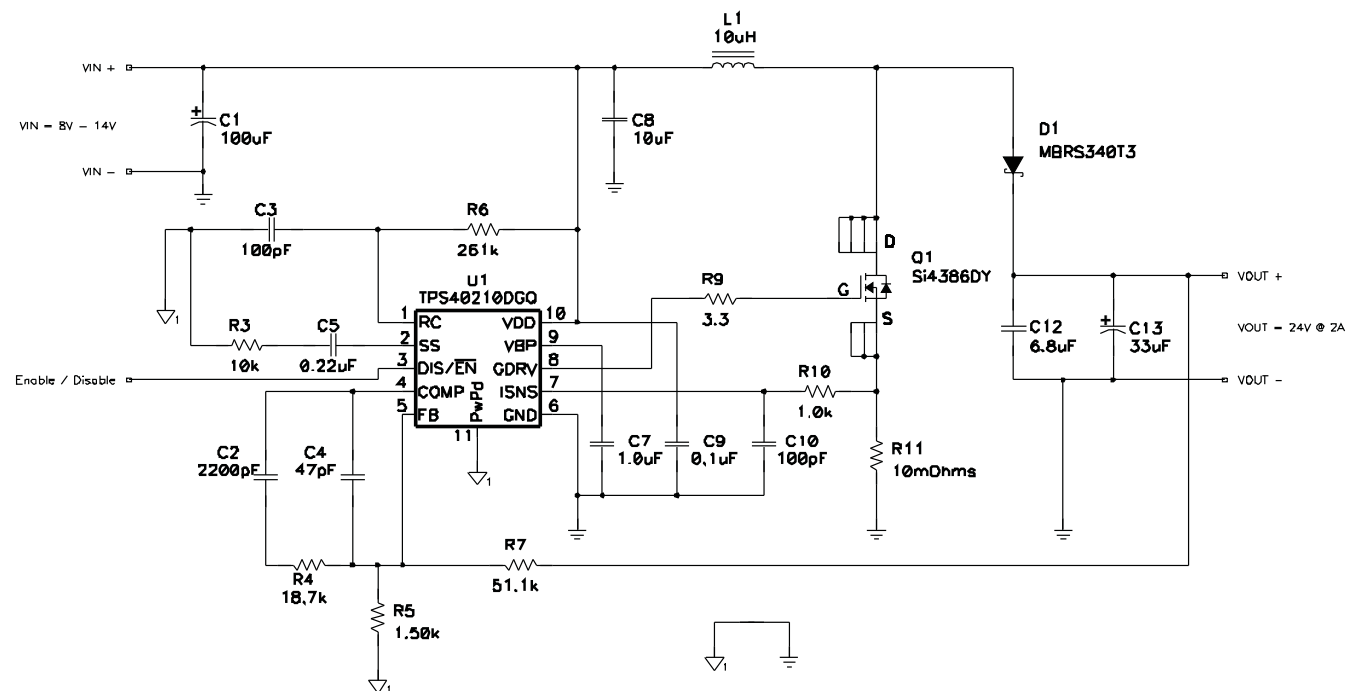 L1
10uH
VIN +
C1
100uF
VIN = 8V - 14V
VIN -
C8
10uF
D1
MBRS340T3
C3
100pF
R6
261k
U1
TPS40210DGQ
D
Q1
Si4386DY
G
S
R9
3.3
VOUT +
VOUT = 24V @ 2A
VOUT -
C12
6.8uF
C13
33uF
1
R3
10k
C5
0.22uF
Enable / Disable
1
2
3
4
5
RC
SS
DIS/EN
COMP
FB
PwPd
VDD
VBP
GDRV
ISNS
GND
10
9
8
7
6
11
1
R10
1.0k
C2
2200pF
C4
47pF
C7
1.0uF
C9
0.1uF
C10
100pF
R11
10mOhms
R4
18.7k
R7
51.1k
R5
1.50k
1
1